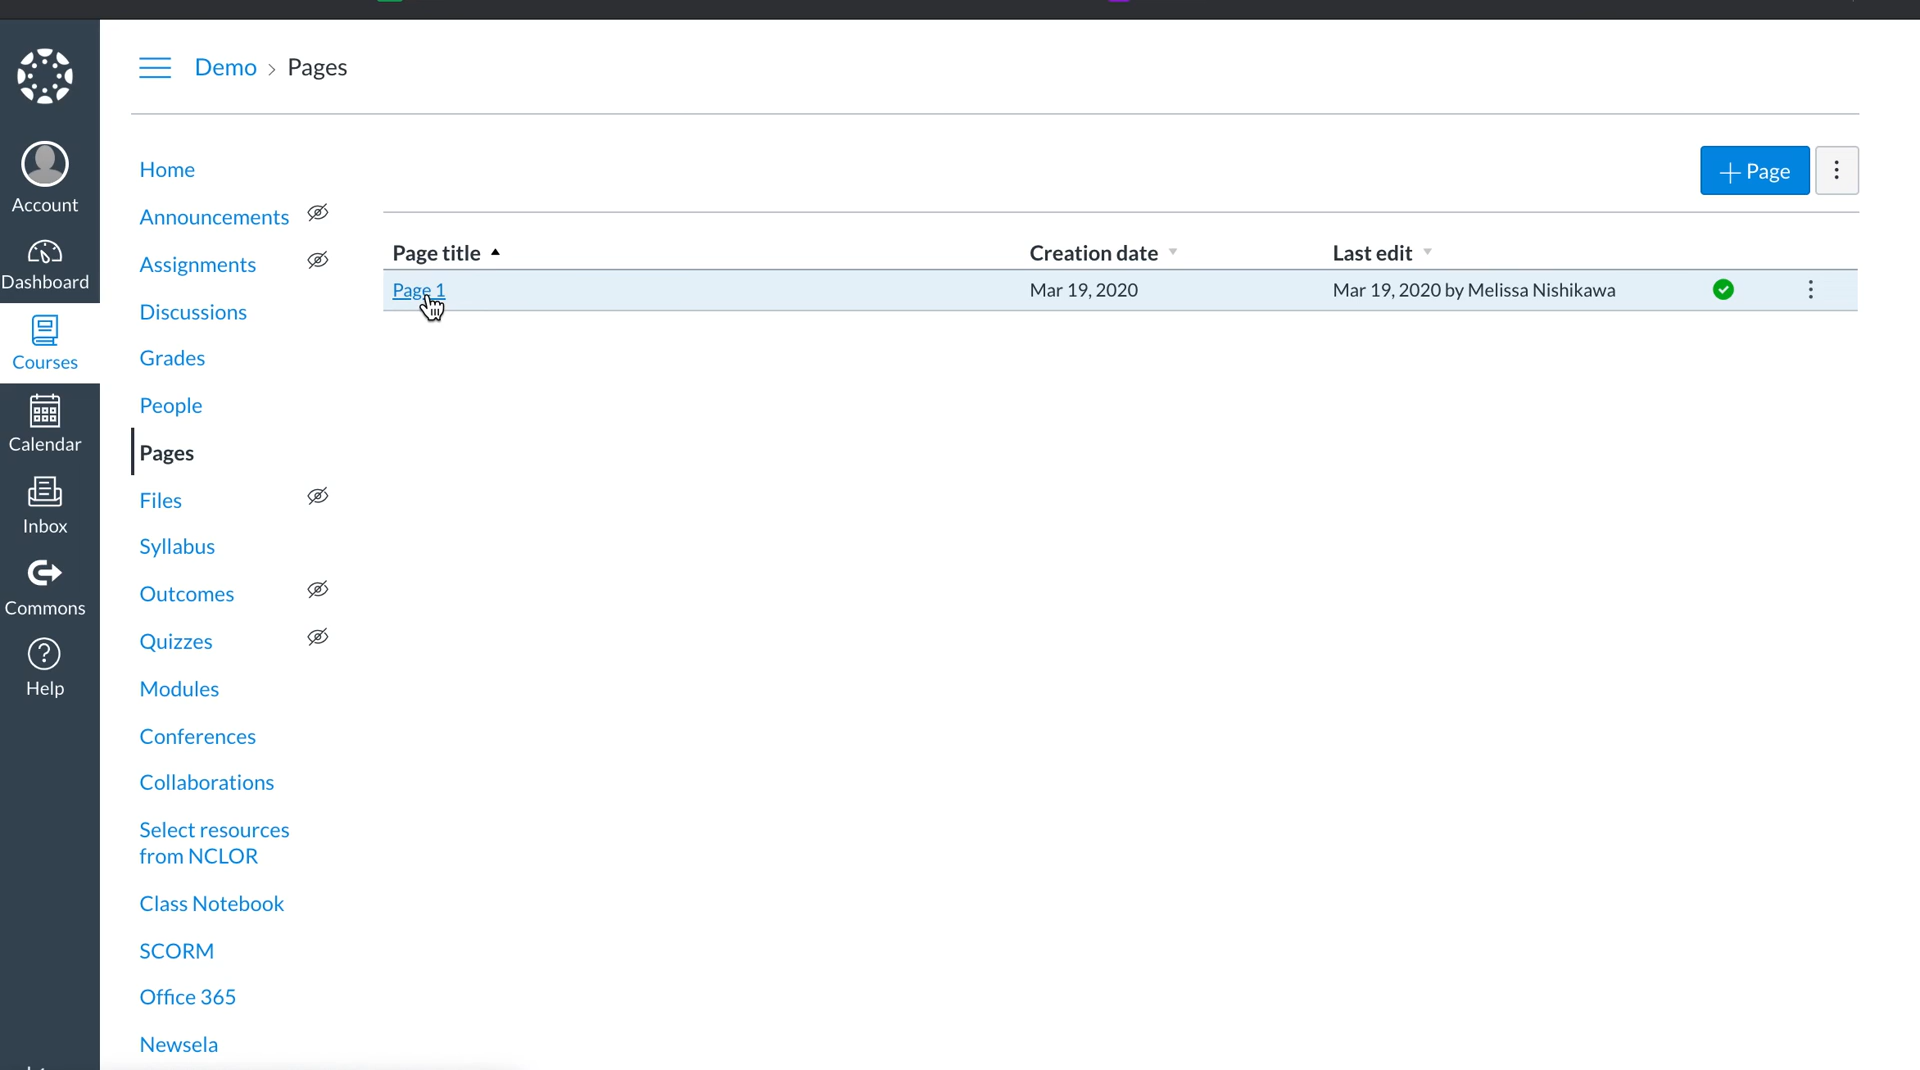 Demo > Pages
Account
Dashboard
Courses
Calendar
Inbox
Commons
Help
Home
Announcements
Assignments
Discussions
Grades
People
Pages
Files
Syllabus
Outcomes
Quizzes
Modules
Conferences
Collaborations
Select resources
from NCLOR
Class Notebook
SCORM
Office 365
Newsela
+ Page
Page title Creation date Last edit
Page 1 Mar 19, 2020 Mar 19, 2020 by Melissa Nishikawa